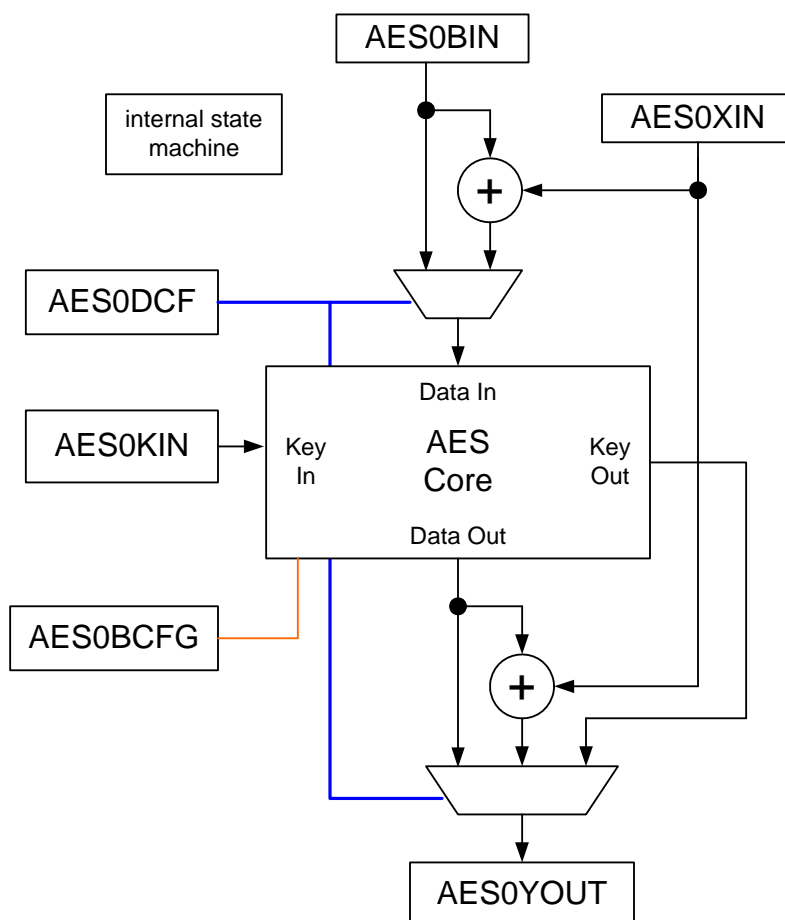 AES0BIN
internal state
machine
AES0XIN
+
AES0DCF
Data In
AES0KIN
Key
In
AES
Core
Key
Out
Data Out
AES0BCFG
+
AES0YOUT